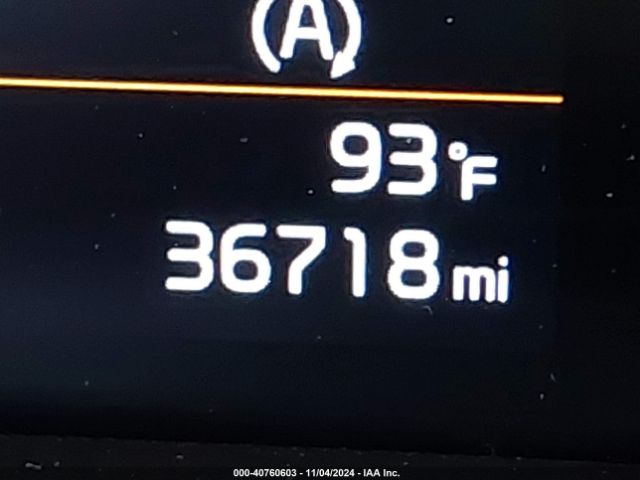 A
93°F
36718 mi
000-40760603 - 11/04/2024 - IAA Inc.